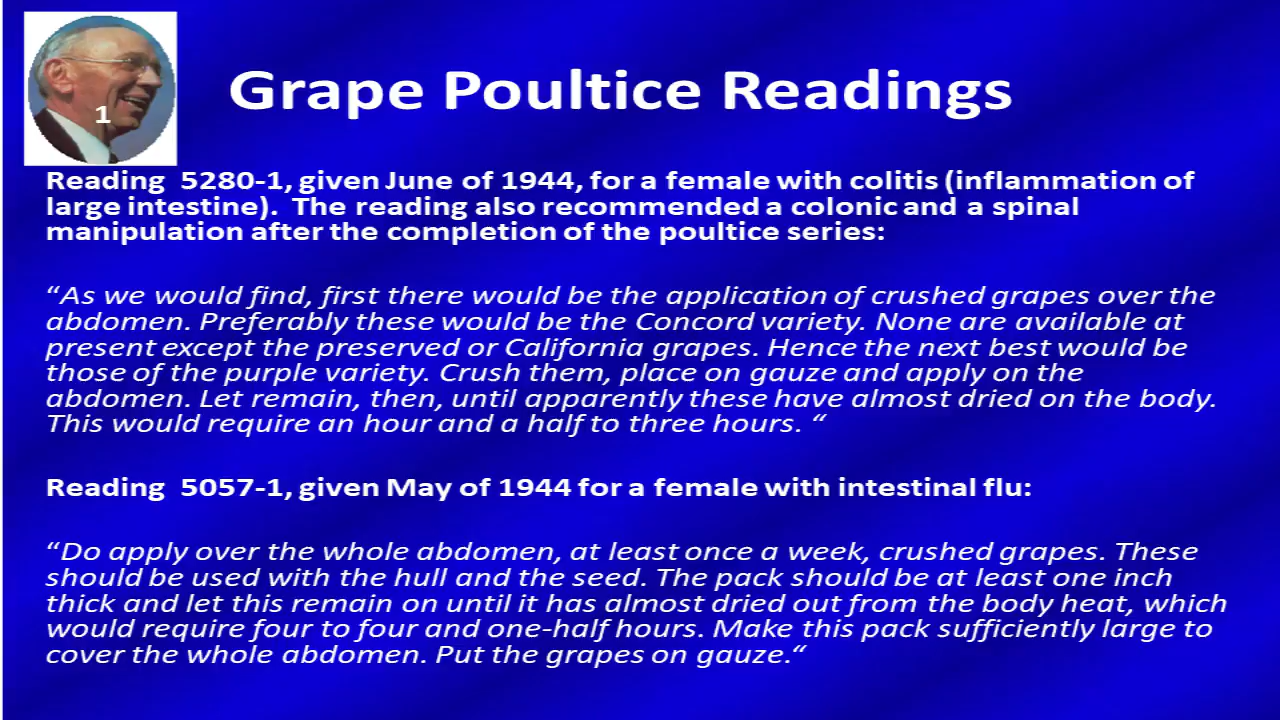 1
Grape Poultice Readings
Reading 5280-1, given June of 1944, for a female with colitis (inflammation of
large intestine). The reading also recommended a colonic and a spinal
manipulation after the completion of the poultice series:
“As we would find, first there would be the application of crushed grapes over the
abdomen. Preferably these would be the Concord variety. None are available at
present except the preserved or California grapes. Hence the next best would be
those of the purple variety. Crush them, place on gauze and apply on the
abdomen. Let remain, then, until apparently these have almost dried on the body.
This would require an hour and a half to three hours. “
Reading 5057-1, given May of 1944 for a female with intestinal flu:
“Do apply over the whole abdomen, at least once a week, crushed grapes. These
should be used with the hull and the seed. The pack should be at least one inch
thick and let this remain on until it has almost dried out from the body heat, which
would require four to four and one-half hours. Make this pack sufficiently large to
cover the whole abdomen. Put the grapes on gauze.“